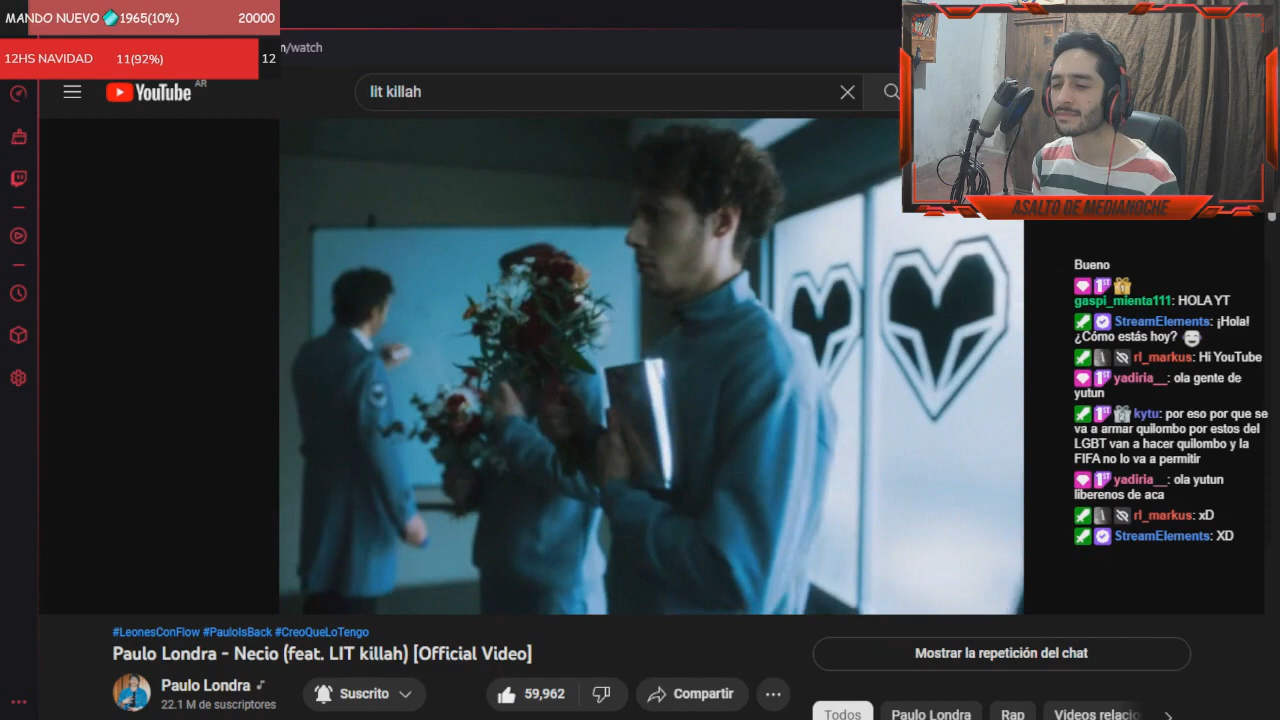 MANDO NUEVO 1965(10%) 20000
12HS NAVIDAD 11(92%) 12
n/watch
YouTube AR
lit killah
ASALTO DE MEDIANOCHE
Bueno
gaspi_mienta111: HOLA YT
StreamElements: ¡Hola!
¿Cómo estás hoy?
rl_markus: Hi YouTube
yadiria__: ola gente de
yutun
kytu: por eso por que se
va a armar quilombo por estos del
LGBT van a hacer quilombo y la
FIFA no lo va a permitir
yadiria__: ola yutun
liberenos de aca
rl_markus: xD
StreamElements: XD
#LeonesConFlow #PauloIsBack #CreoQueLoTengo
Paulo Londra - Necio (feat. LIT killah) [Official Video]
Mostrar la repetición del chat
Paulo Londra
22.1 M de suscriptores
Suscrito
59,962
Compartir
Todos
Paulo Londra
Rap
Videos relacio